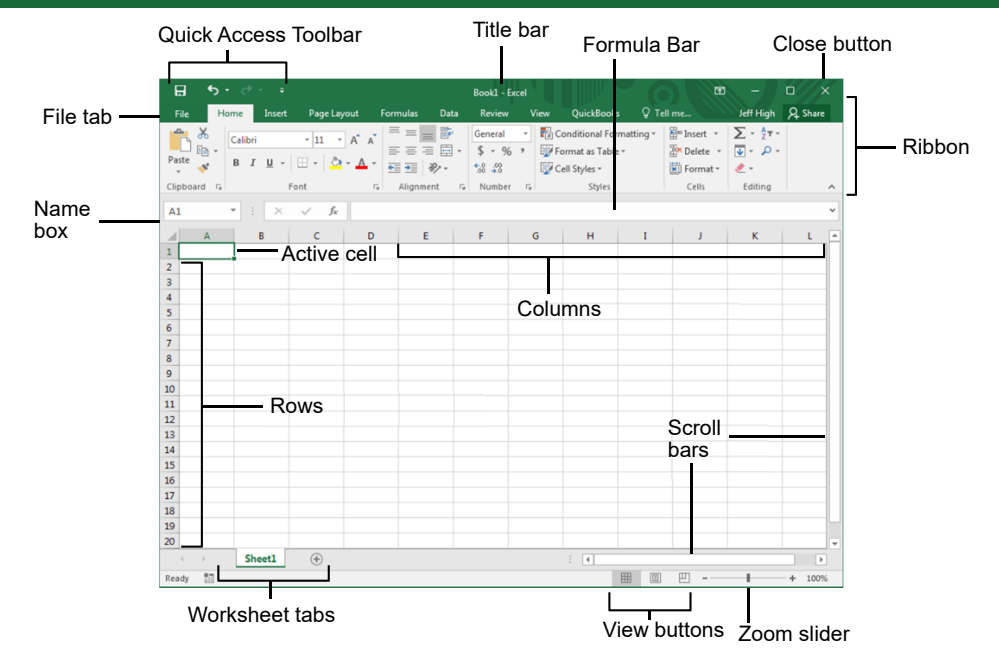 Quick Access Toolbar
Title bar
Formula Bar
Close button
File tab
Ribbon
Name
box
Book1 - Excel
File Home Insert Page Layout Formulas Data Review View QuickBooks Tell me... Jeff High Share
Calibri 11 A A General Conditional Formatting Insert
Paste $ % , Format as Table Delete
B I U A .00 Cell Styles Format
Clipboard Font Alignment Number Styles Cells Editing
A1 fx
A B C D E F G H I J K L
1
Active cell
2
3
4
5
Columns
6
7
8
9
10
11
Rows
12
13
Scroll
bars
14
15
16
17
18
19
20
Sheet1
Ready 100%
Worksheet tabs
View buttons
Zoom slider